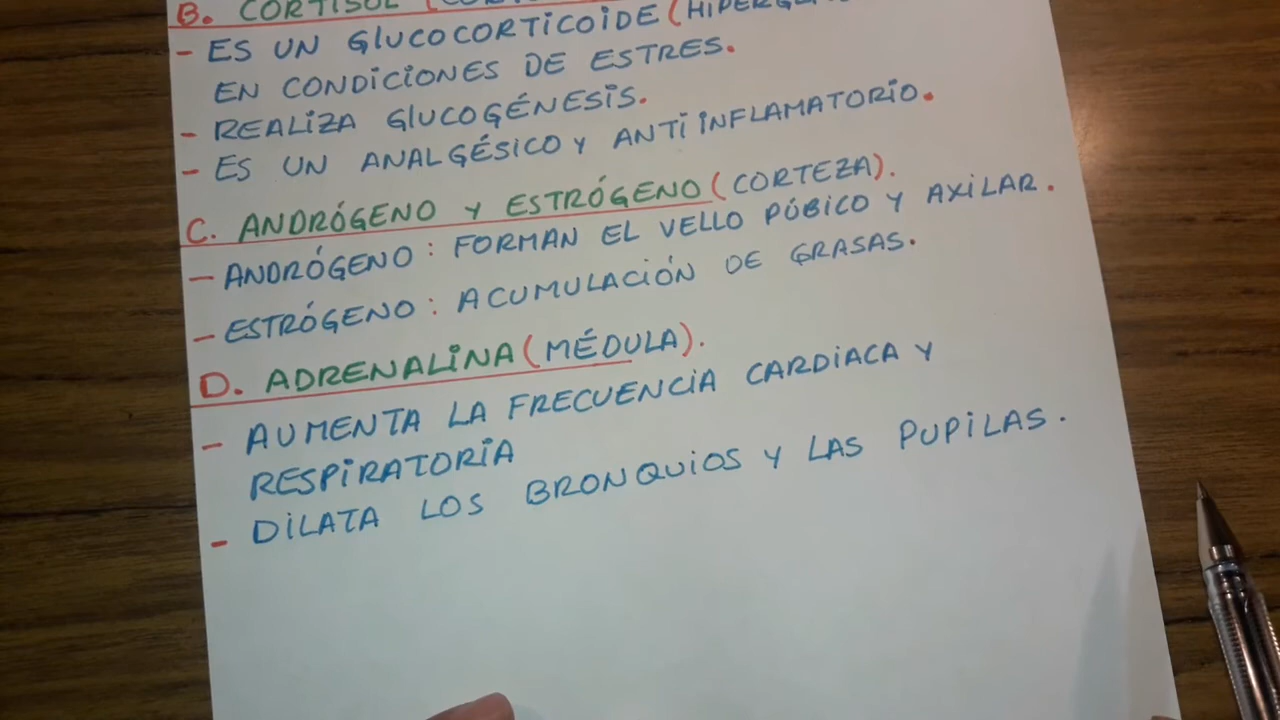 B. CORTISOL (
- ES UN GLUCOCORTICOIDE (
EN CONDICIONES DE ESTRES.
- REALIZA GLUCOGÉNESIS.
- ES UN ANALGÉSICO Y ANTIINFLAMATORIO.
C. ANDRÓGENO Y ESTRÓGENO (CORTEZA).
- ANDRÓGENO: FORMAN EL VELLO PÚBICO Y AXILAR.
- ESTRÓGENO: ACUMULACIÓN DE GRASAS.
D. ADRENALINA (MÉDULA).
- AUMENTA LA FRECUENCIA CARDIACA Y
RESPIRATORIA
- DILATA LOS BRONQUIOS Y LAS PUPILAS.